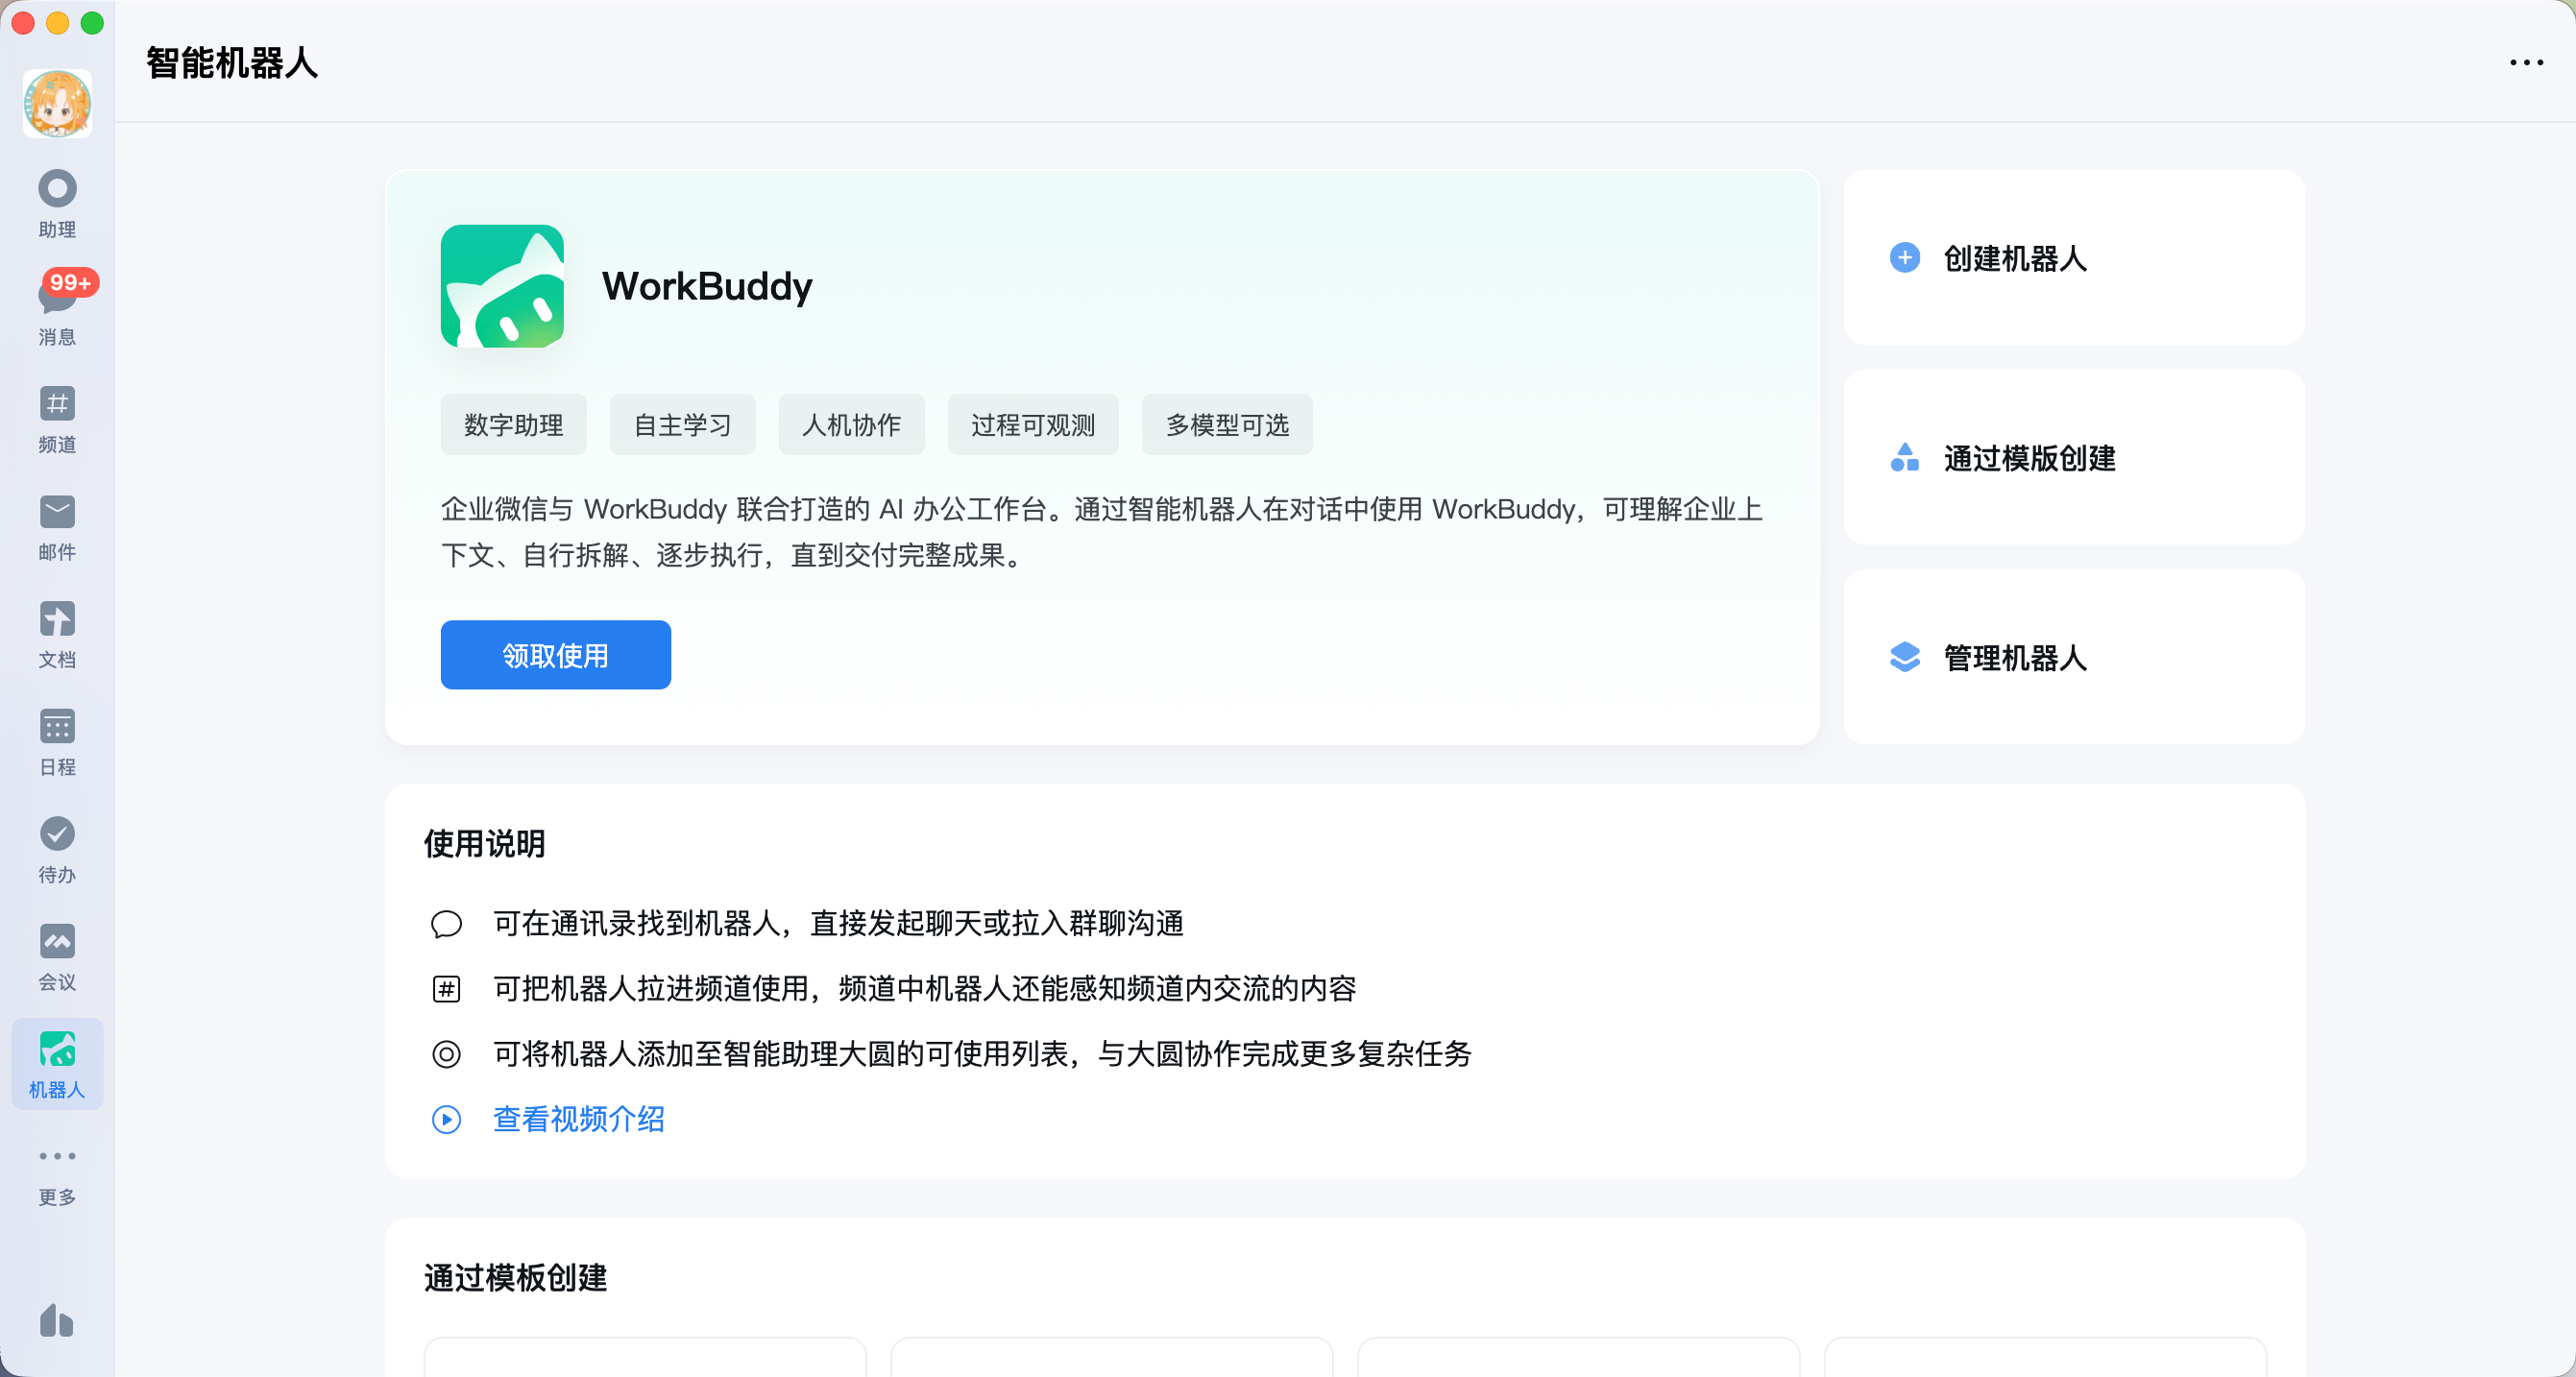 智能机器人
助理
99+
消息
频道
邮件
文档
日程
待办
会议
机器人
更多
WorkBuddy
数字助理
自主学习
人机协作
过程可观测
多模型可选
企业微信与 WorkBuddy 联合打造的 AI 办公工作台。通过智能机器人在对话中使用 WorkBuddy，可理解企业上
下文、自行拆解、逐步执行，直到交付完整成果。
领取使用
创建机器人
通过模版创建
管理机器人
使用说明
可在通讯录找到机器人，直接发起聊天或拉入群聊沟通
可把机器人拉进频道使用，频道中机器人还能感知频道内交流的内容
可将机器人添加至智能助理大圆的可使用列表，与大圆协作完成更多复杂任务
查看视频介绍
通过模板创建